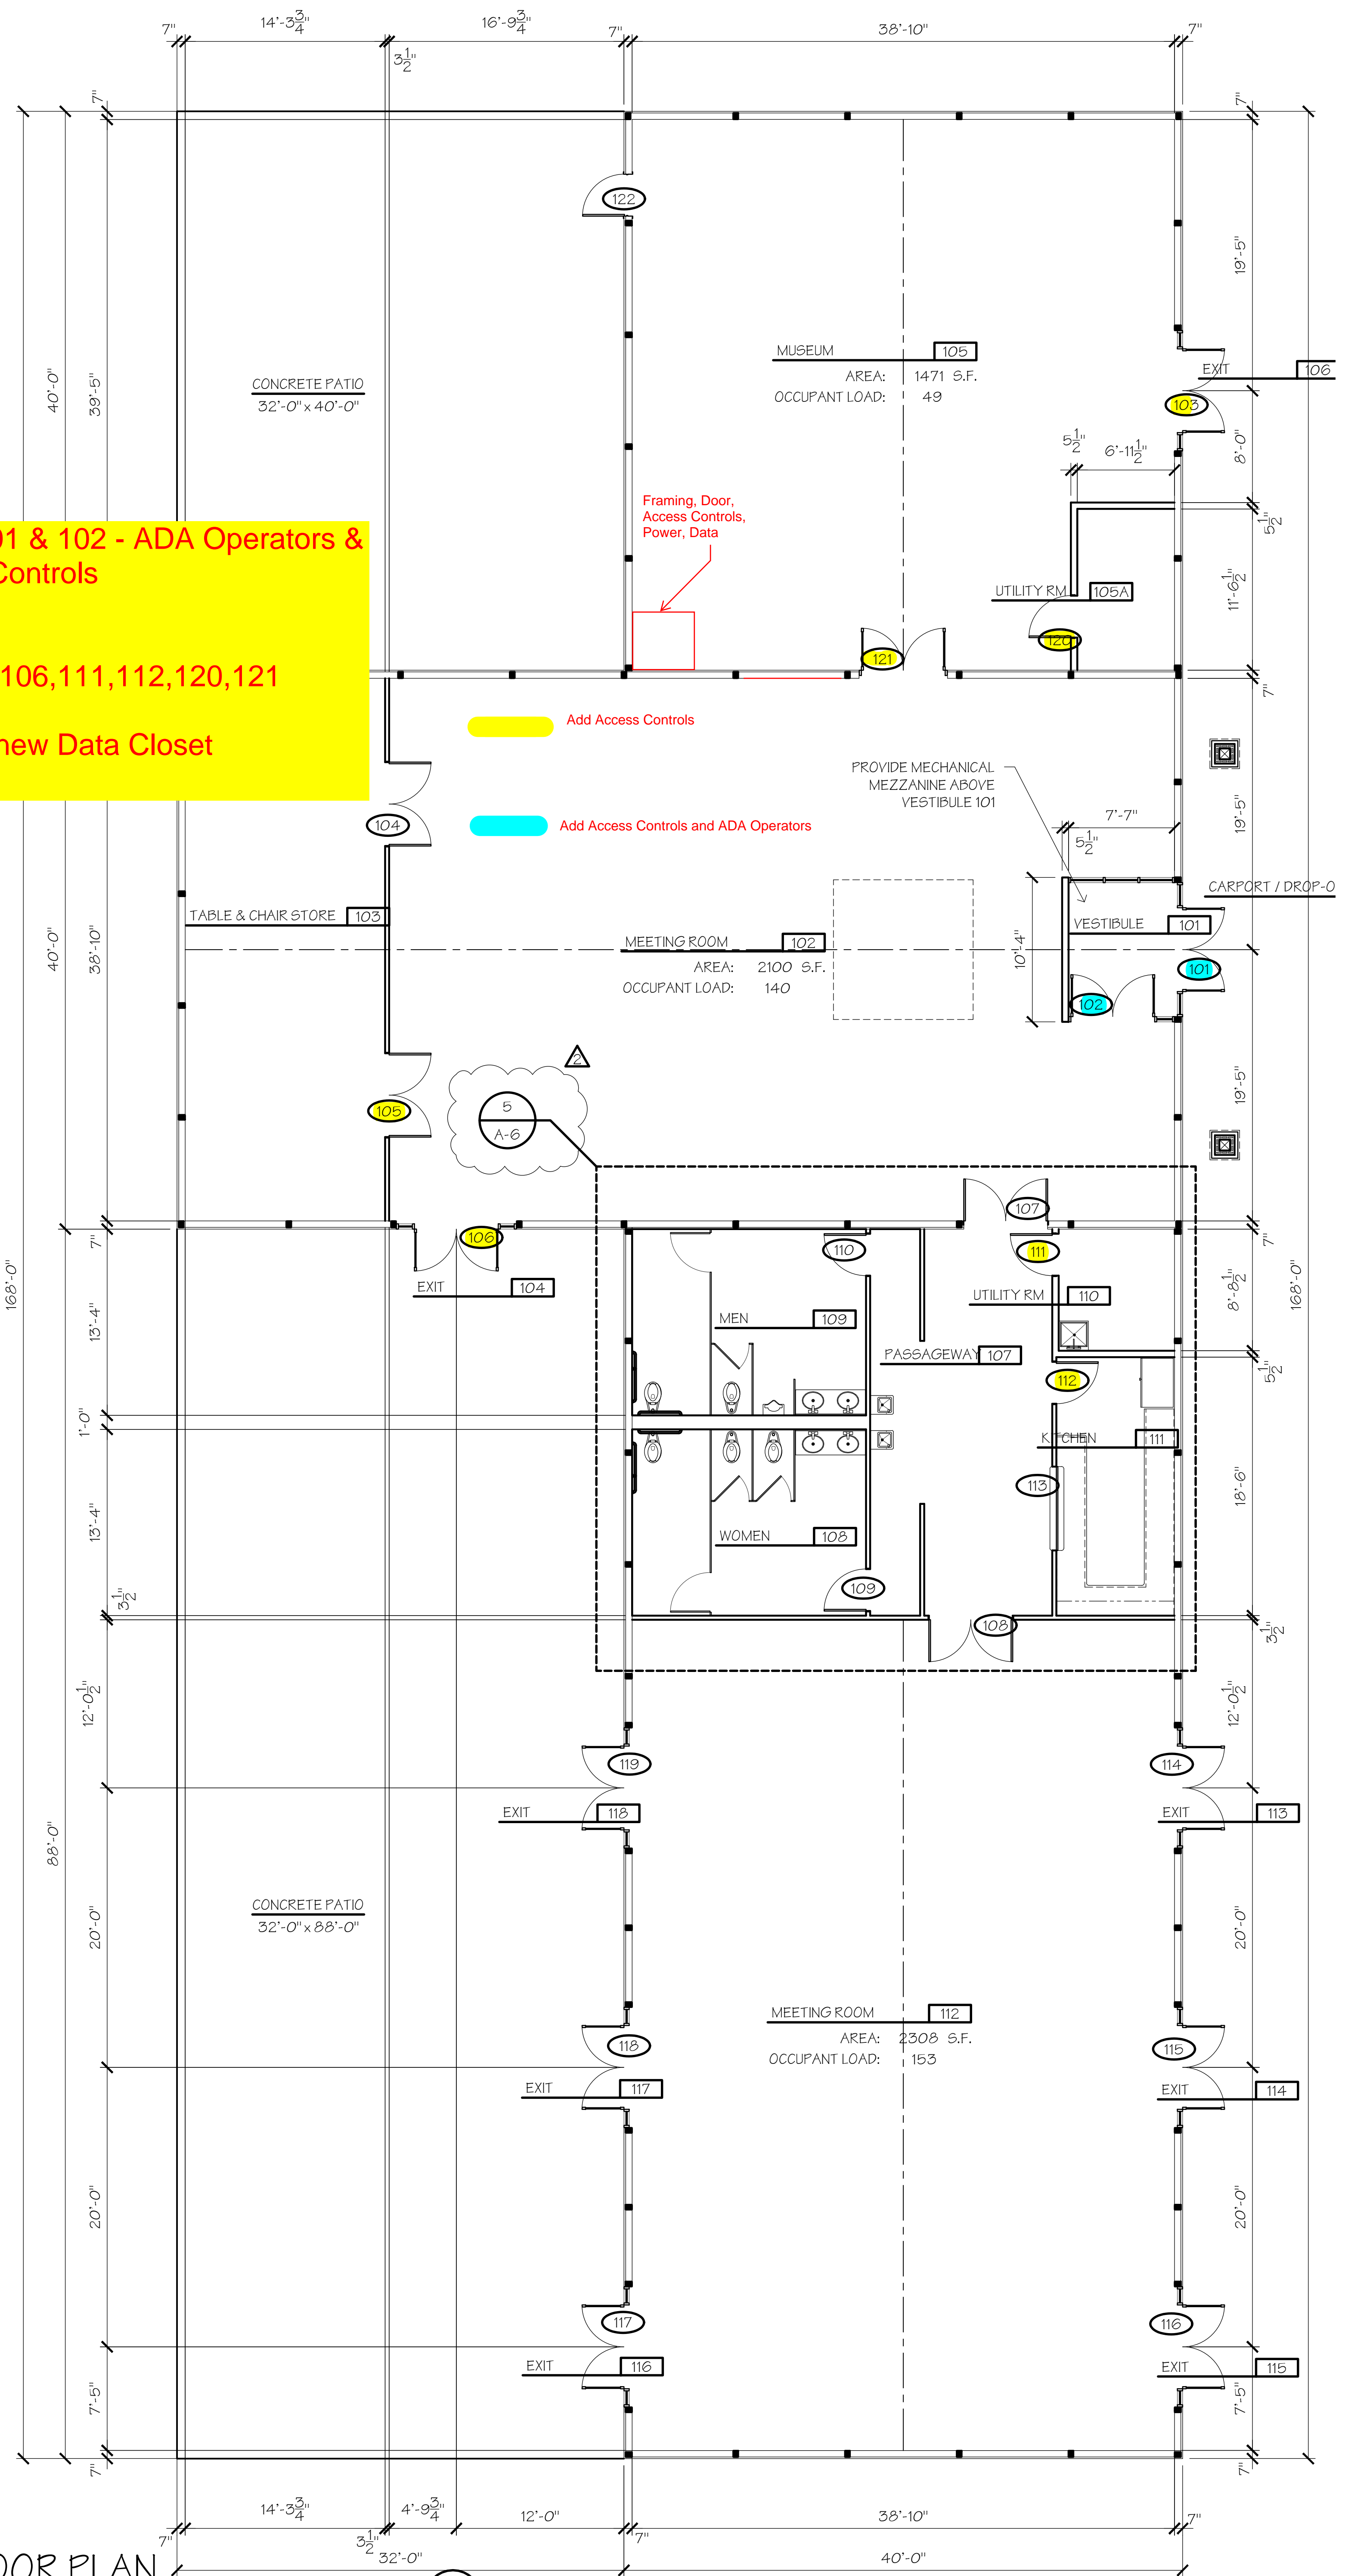 14'-3 3/4"
16'-9 3/4"
38'-10"
7"
7"
7"
3 1/2"
7"
7"
122
MUSEUM 105
AREA: 1471 S.F.
OCCUPANT LOAD: 49
EXIT 106
103
CONCRETE PATIO
32'-0" x 40'-0"
40'-0"
39'-5"
19'-5"
8'-0"
5 1/2"
6'-11 1/2"
5 1/2"
11'-6 1/2"
Framing, Door,
Access Controls,
Power, Data
01 & 102 - ADA Operators &
Controls
106,111,112,120,121
new Data Closet
UTILITY RM 105A
120
121
7"
Add Access Controls
PROVIDE MECHANICAL
MEZZANINE ABOVE
VESTIBULE 101
104
Add Access Controls and ADA Operators
7'-7"
5 1/2"
19'-5"
CARPORT / DROP-O
TABLE & CHAIR STORE 103
VESTIBULE 101
MEETING ROOM 102
AREA: 2100 S.F.
OCCUPANT LOAD: 140
10'-4"
101
102
40'-0"
38'-10"
2
5
A-6
105
19'-5"
107
106
110
111
7"
7"
168'-0"
168'-0"
EXIT 104
UTILITY RM 110
8'-8 1/2"
MEN 109
13'-4"
PASSAGEWAY 107
5 1/2"
112
1'-0"
KITCHEN 111
113
18'-6"
13'-4"
WOMEN 108
109
3 1/2"
108
3 1/2"
12'-0 1/2"
12'-0 1/2"
119
114
EXIT 118
EXIT 113
88'-0"
CONCRETE PATIO
32'-0" x 88'-0"
20'-0"
20'-0"
MEETING ROOM 112
AREA: 2308 S.F.
OCCUPANT LOAD: 153
118
115
EXIT 117
EXIT 114
20'-0"
20'-0"
117
116
EXIT 116
EXIT 115
7'-5"
7'-5"
7"
7"
14'-3 3/4"
4'-9 3/4"
12'-0"
38'-10"
7"
3 1/2"
7"
7"
32'-0"
40'-0"
OOR PLAN